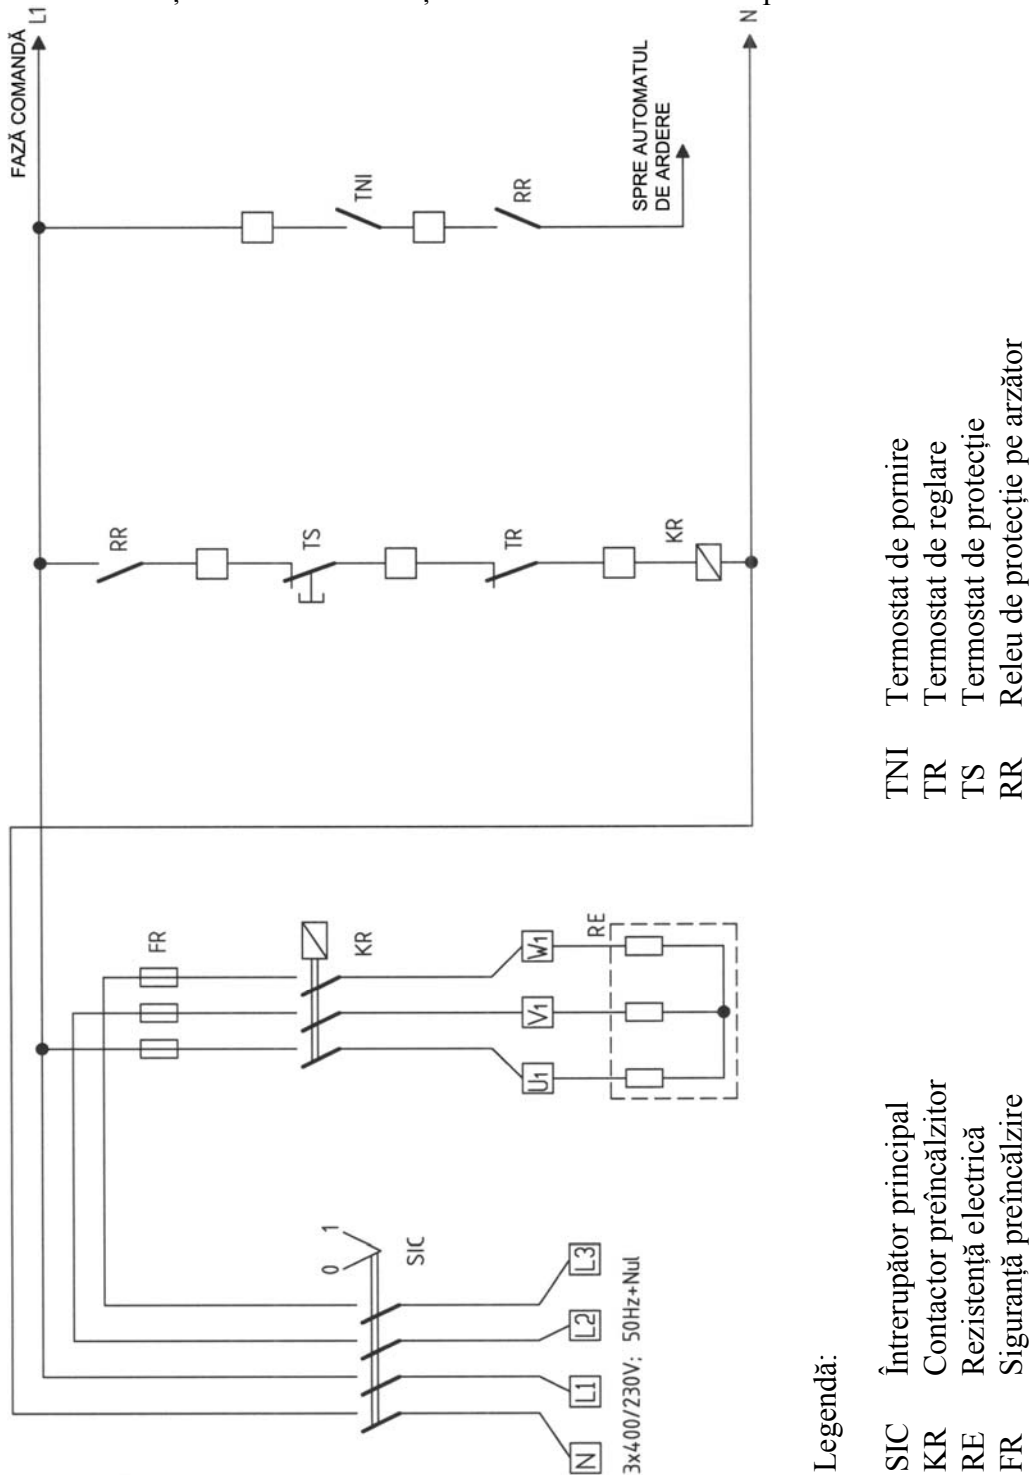 FAZĂ COMANDĂ
L1
N
TNI
RR
SPRE AUTOMATUL
DE ARDERE
RR
TS
TR
KR
FR
KR
U1
V1
W1
RE
0
1
SIC
N
L1
L2
L3
3x400/230V; 50Hz+Nul
Legendă:
SIC Întrerupător principal
KR Contactor preîncălzitor
RE Rezistență electrică
FR Siguranță preîncălzire
TNI Termostat de pornire
TR Termostat de reglare
TS Termostat de protecție
RR Releu de protecție pe arzător